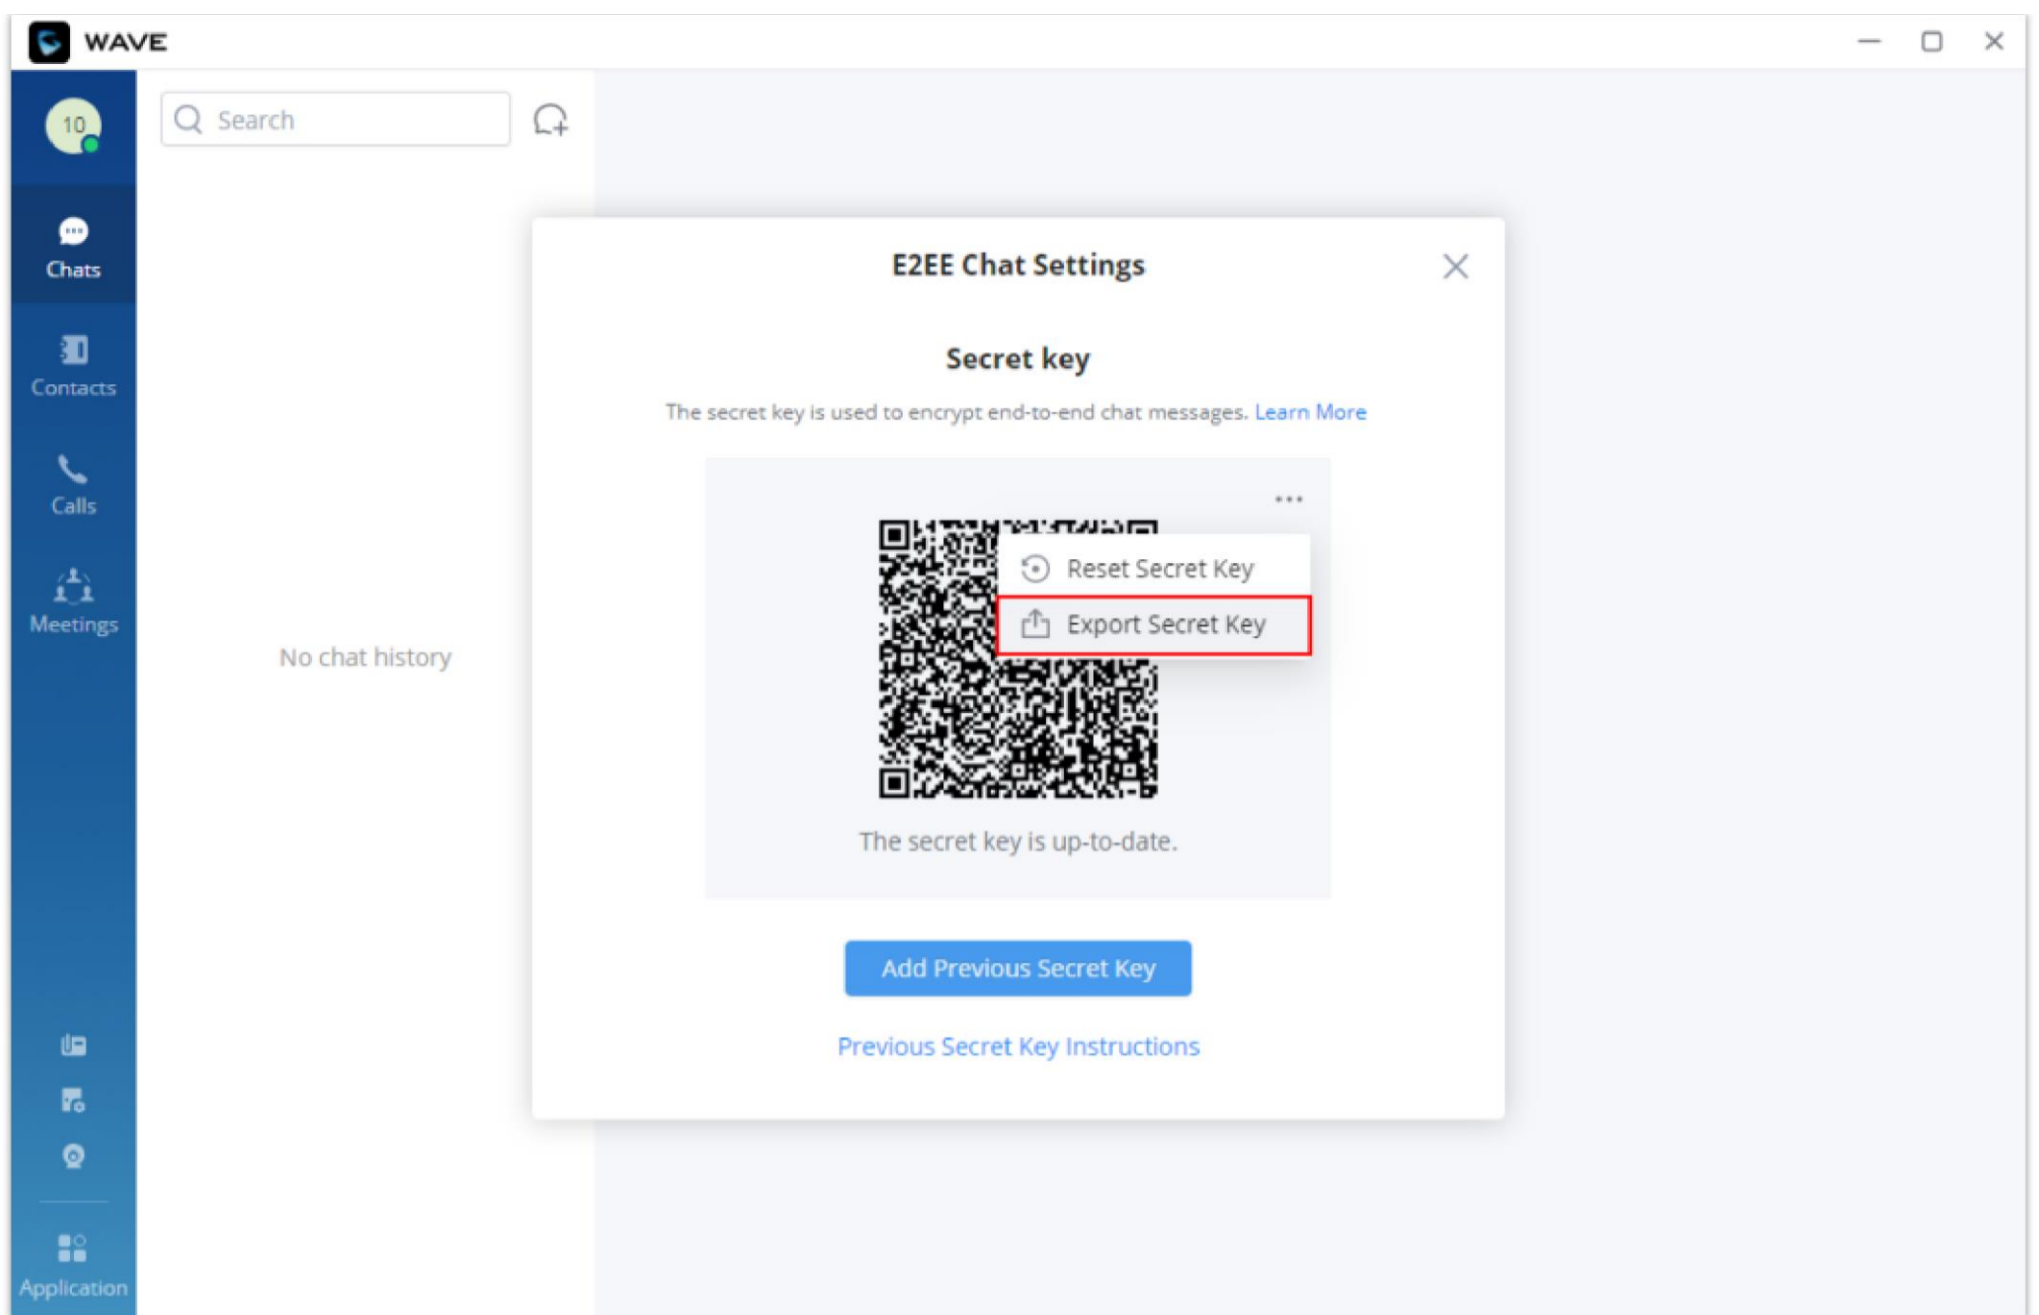 WAVE
10
Search
Chats
Contacts
Calls
Meetings
Application
No chat history
E2EE Chat Settings
Secret key
The secret key is used to encrypt end-to-end chat messages. Learn More
Reset Secret Key
Export Secret Key
The secret key is up-to-date.
Add Previous Secret Key
Previous Secret Key Instructions